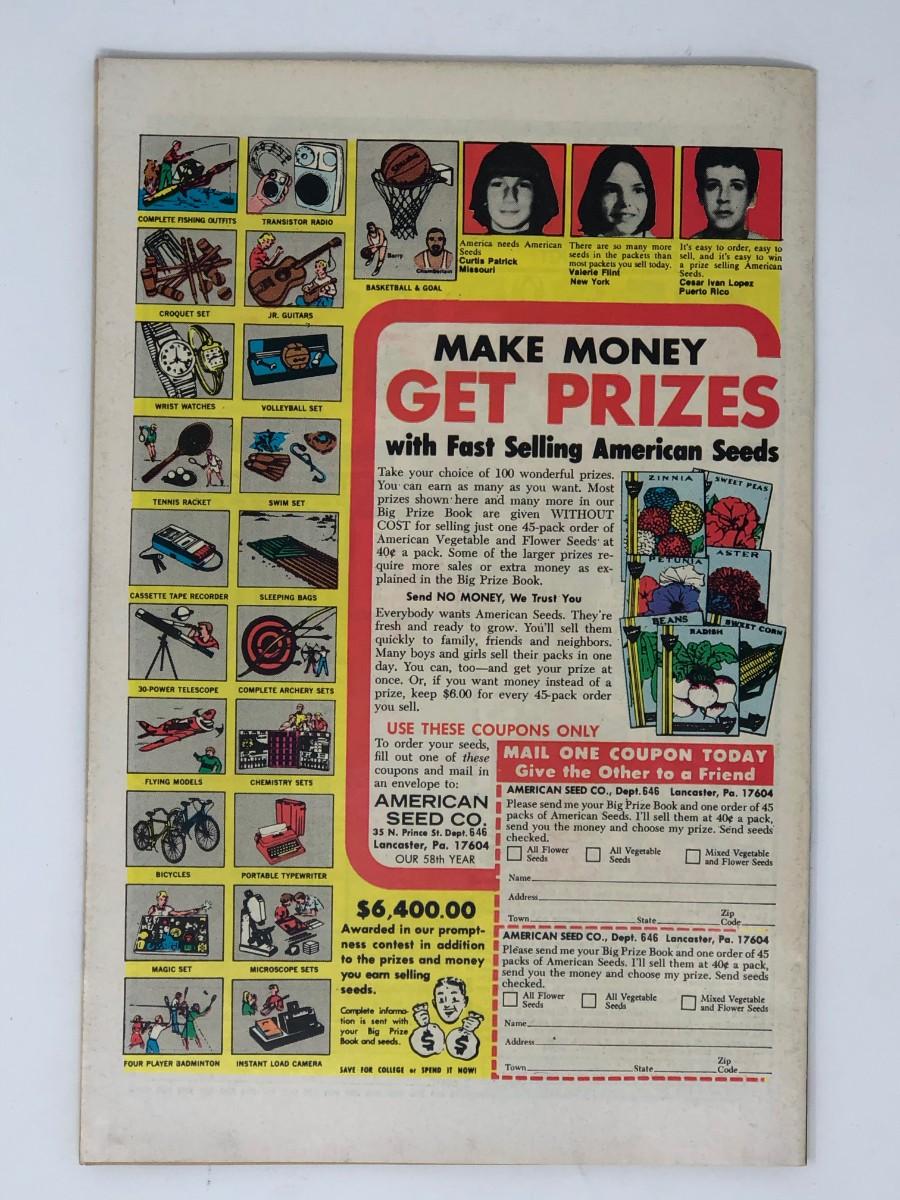 COMPLETE FISHING OUTFITS
TRANSISTOR RADIO
CROQUET SET
JR. GUITARS
WRIST WATCHES
VOLLEYBALL SET
TENNIS RACKET
SWIM SET
CASSETTE TAPE RECORDER
SLEEPING BAGS
30-POWER TELESCOPE
COMPLETE ARCHERY SETS
FLYING MODELS
CHEMISTRY SETS
BICYCLES
PORTABLE TYPEWRITER
MAGIC SET
MICROSCOPE SETS
FOUR PLAYER BADMINTON
INSTANT LOAD CAMERA
Barry
Chamberlain
BASKETBALL & GOAL
America needs American
Seeds
Curtis Patrick
Missouri
There are so many more
seeds in the packets than
most packets you sell today.
Valerie Flint
New York
It's easy to order, easy to
sell, and it's easy to win
a prize selling American
Seeds.
Cesar Ivan Lopez
Puerto Rico
MAKE MONEY
GET PRIZES
with Fast Selling American Seeds
Take your choice of 100 wonderful prizes.
You can earn as many as you want. Most
prizes shown here and many more in our
Big Prize Book are given WITHOUT
COST for selling just one 45-pack order of
American Vegetable and Flower Seeds at
40¢ a pack. Some of the larger prizes re-
quire more sales or extra money as ex-
plained in the Big Prize Book.
Send NO MONEY, We Trust You
Everybody wants American Seeds. They're
fresh and ready to grow. You'll sell them
quickly to family, friends and neighbors.
Many boys and girls sell their packs in one
day. You can, too—and get your prize at
once. Or, if you want money instead of a
prize, keep $6.00 for every 45-pack order
you sell.
ZINNIA
SWEET PEAS
PETUNIA
ASTER
BEANS
RADISH
SWEET CORN
USE THESE COUPONS ONLY
To order your seeds,
fill out one of these
coupons and mail in
an envelope to:
AMERICAN
SEED CO.
35 N. Prince St. Dept. 646
Lancaster, Pa. 17604
OUR 58th YEAR
$6,400.00
Awarded in our prompt-
ness contest in addition
to the prizes and money
you earn selling
seeds.
Complete informa-
tion is sent with
your Big Prize
Book and seeds.
$ $
SAVE FOR COLLEGE or SPEND IT NOW!
MAIL ONE COUPON TODAY
Give the Other to a Friend
AMERICAN SEED CO., Dept. 646 Lancaster, Pa. 17604
Please send me your Big Prize Book and one order of 45
packs of American Seeds. I'll sell them at 40¢ a pack,
send you the money and choose my prize. Send seeds
checked.
All Flower Seeds
All Vegetable Seeds
Mixed Vegetable and Flower Seeds
Name
Address
Town State Zip Code
AMERICAN SEED CO., Dept. 646 Lancaster, Pa. 17604
Please send me your Big Prize Book and one order of 45
packs of American Seeds. I'll sell them at 40¢ a pack,
send you the money and choose my prize. Send seeds
checked.
All Flower Seeds
All Vegetable Seeds
Mixed Vegetable and Flower Seeds
Name
Address
Town State Zip Code